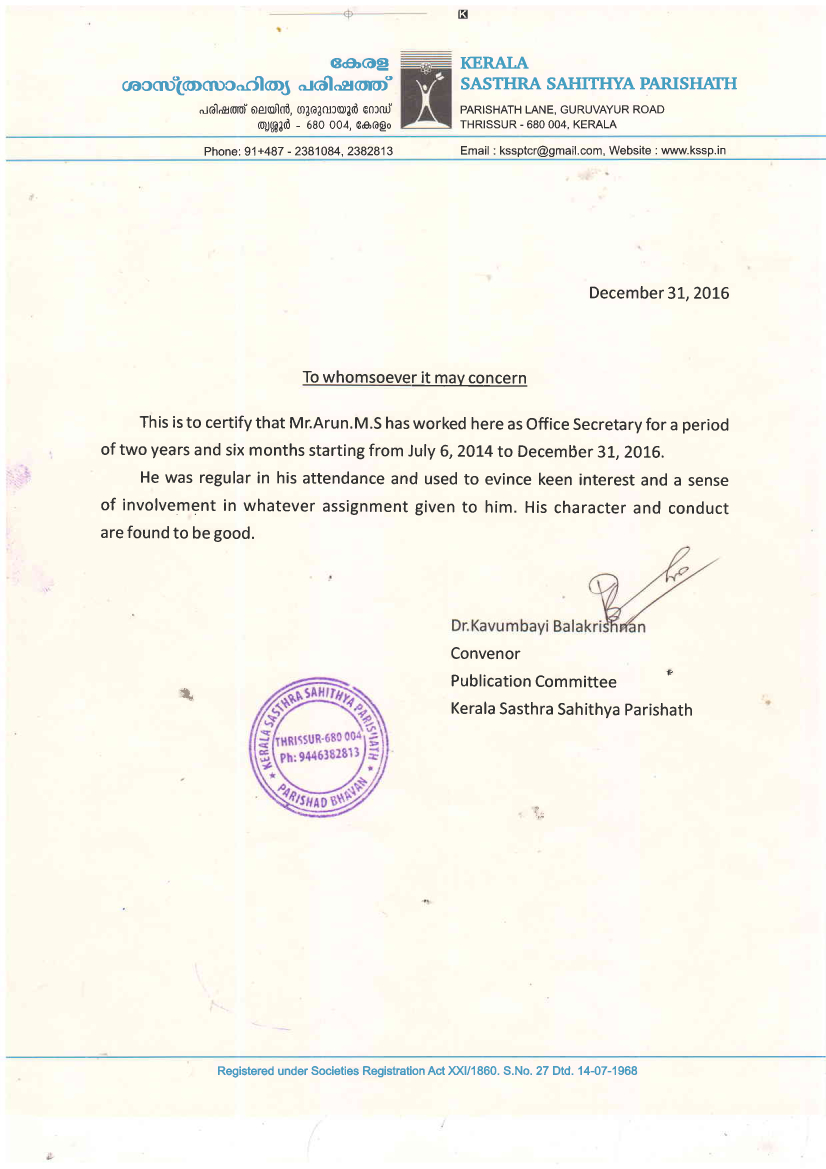 K
കേരള
ശാസ്ത്രസാഹിത്യ പരിഷത്ത്
പരിഷത്ത് ലെയിൻ, ഗുരുവായൂർ റോഡ്
തൃശ്ശൂർ - 680 004, കേരളം
KERALA
SASTHRA SAHITHYA PARISHATH
PARISHATH LANE, GURUVAYUR ROAD
THRISSUR - 680 004, KERALA
Phone: 91+487 - 2381084, 2382813
Email : kssptcr@gmail.com, Website : www.kssp.in
December 31, 2016
To whomsoever it may concern
This is to certify that Mr.Arun.M.S has worked here as Office Secretary for a period
of two years and six months starting from July 6, 2014 to December 31, 2016.
He was regular in his attendance and used to evince keen interest and a sense
of involvement in whatever assignment given to him. His character and conduct
are found to be good.
Dr.Kavumbayi Balakrishnan
Convenor
Publication Committee
Kerala Sasthra Sahithya Parishath
KERALA SASTHRA SAHITHYA PARISHATH
THRISSUR-680 004
Ph: 9446382813
PARISHAD BHAVAN
Registered under Societies Registration Act XXI/1860. S.No. 27 Dtd. 14-07-1968